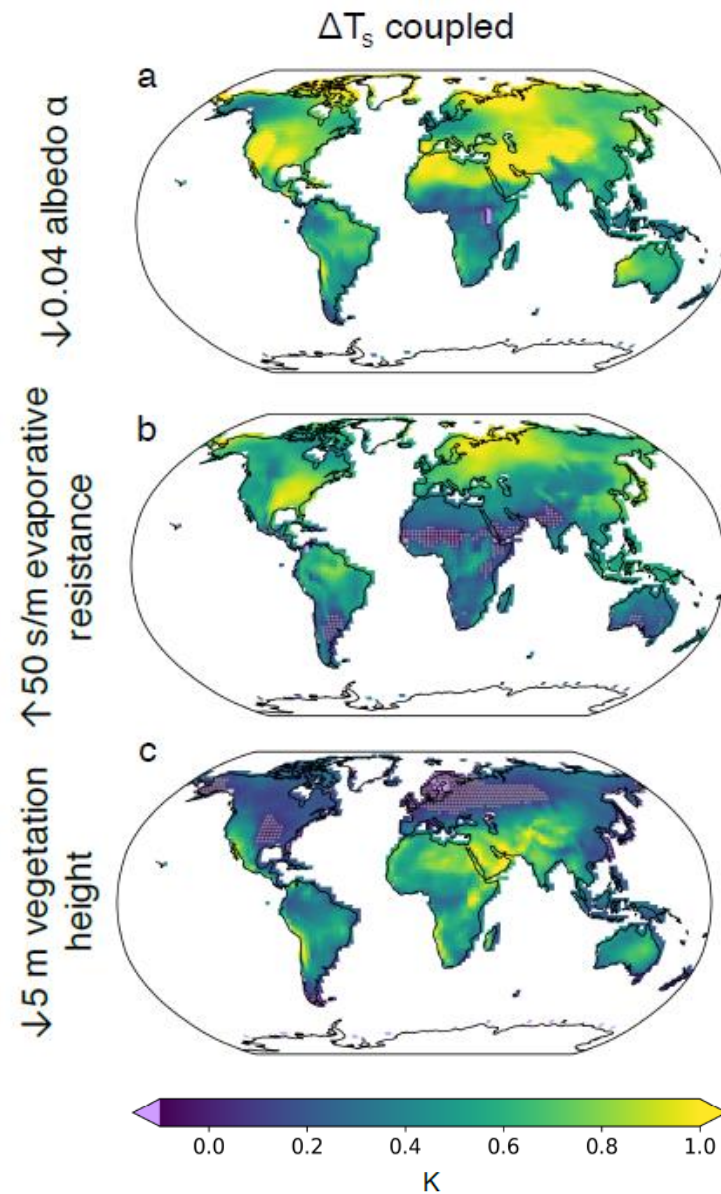 ΔTₛ coupled
a
↓0.04 albedo α
b
↑50 s/m evaporative
resistance
c
↓5 m vegetation
height
0.0 0.2 0.4 0.6 0.8 1.0
K